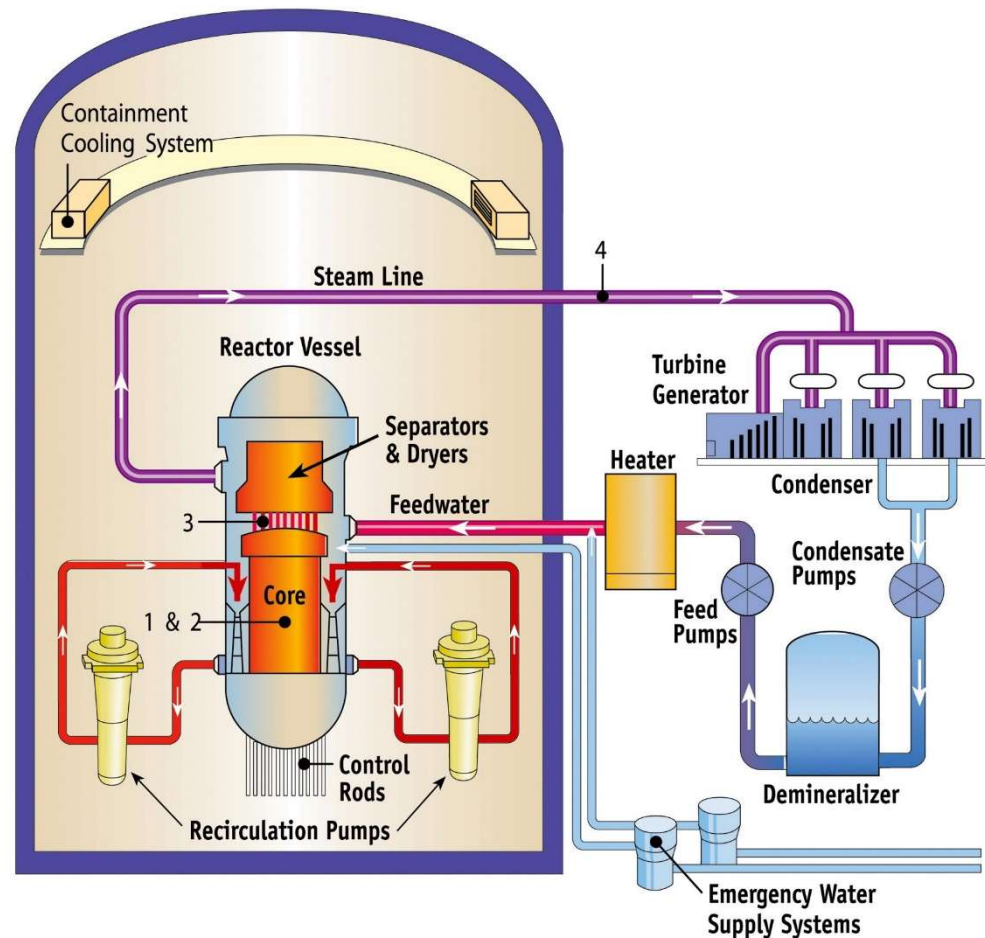 Containment
Cooling System
4
Steam Line
Reactor Vessel
Turbine
Generator
Separators
& Dryers
Heater
Condenser
Feedwater
3
Condensate
Pumps
Core
1 & 2
Feed
Pumps
Control
Rods
Demineralizer
Recirculation Pumps
Emergency Water
Supply Systems